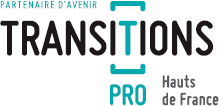 PARTENAIRE D'AVENIR
TRANSITIONS
PRO
Hauts
de France